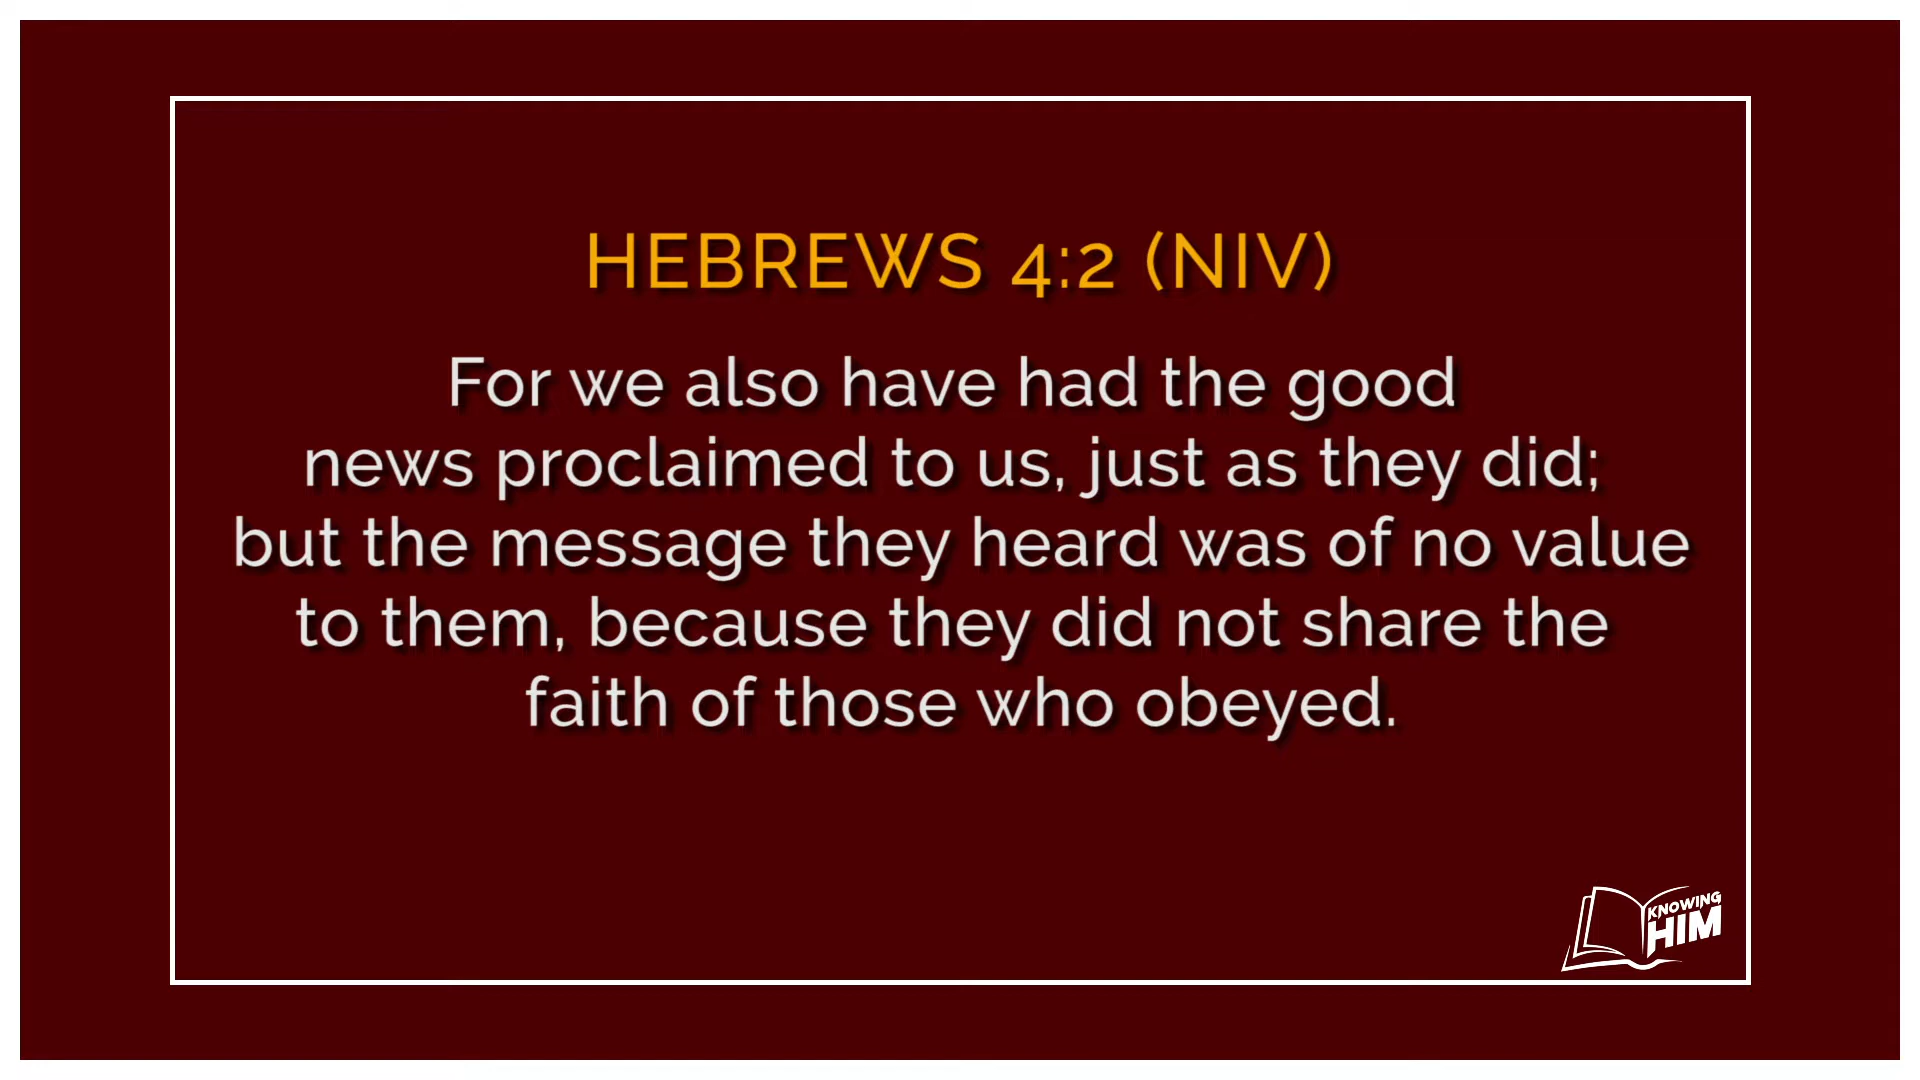 HEBREWS 4:2 (NIV)
For we also have had the good
news proclaimed to us, just as they did;
but the message they heard was of no value
to them, because they did not share the
faith of those who obeyed.
KNOWING
HIM